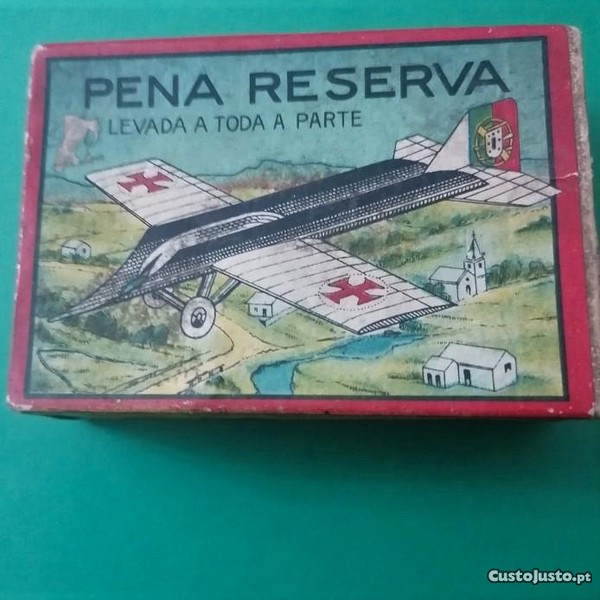 PENA RESERVA
LEVADA A TODA A PARTE
CustoJusto.pt